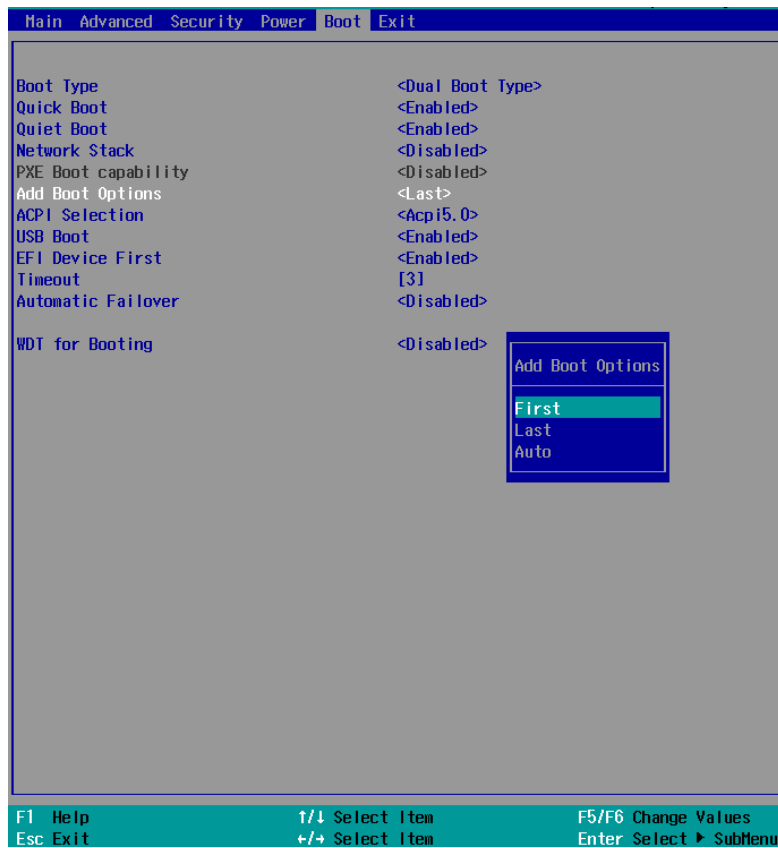 Main Advanced Security Power Boot Exit
Boot Type <Dual Boot Type>
Quick Boot <Enabled>
Quiet Boot <Enabled>
Network Stack <Disabled>
PXE Boot capability <Disabled>
Add Boot Options <Last>
ACPI Selection <Acpi5.0>
USB Boot <Enabled>
EFI Device First <Enabled>
Timeout [3]
Automatic Failover <Disabled>
WDT for Booting <Disabled>
Add Boot Options
First
Last
Auto
F1 Help ↑/↓ Select Item F5/F6 Change Values
Esc Exit ←/→ Select Item Enter Select ▶ SubMenu